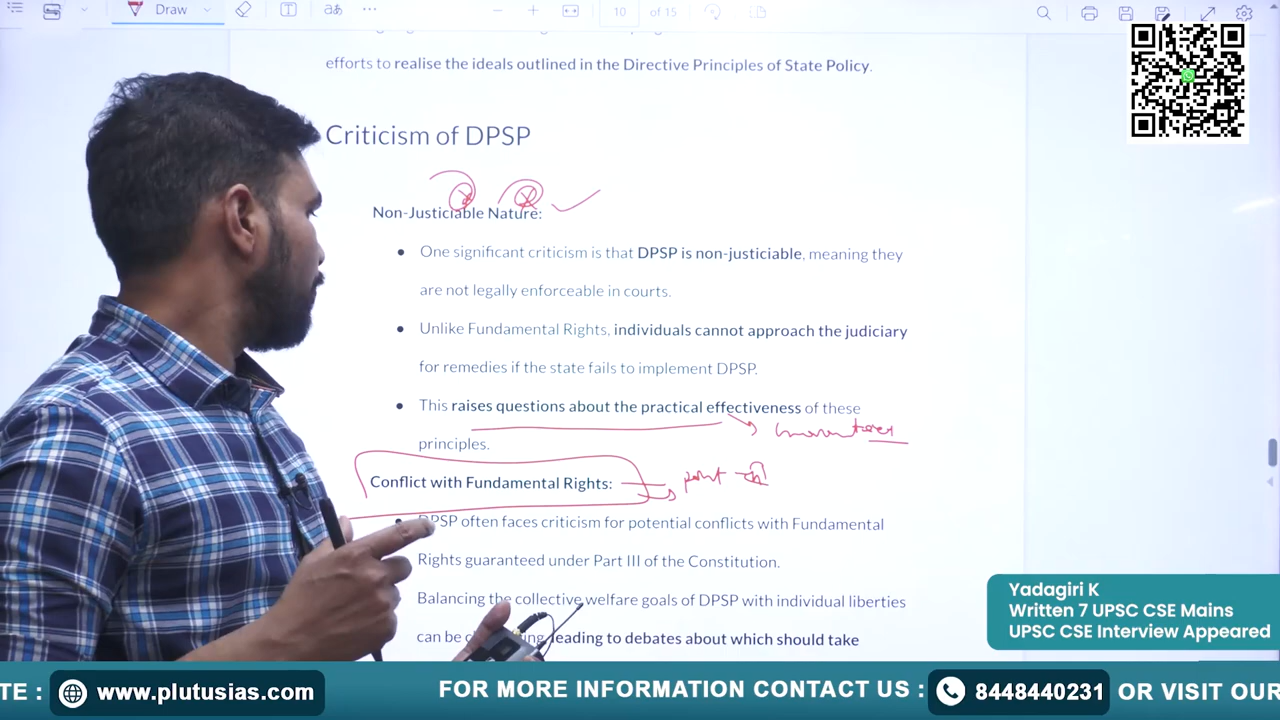 Draw
10 of 15
efforts to realise the ideals outlined in the Directive Principles of State Policy.
Criticism of DPSP
Non-Justiciable Nature:
• One significant criticism is that DPSP is non-justiciable, meaning they
are not legally enforceable in courts.
• Unlike Fundamental Rights, individuals cannot approach the judiciary
for remedies if the state fails to implement DPSP.
• This raises questions about the practical effectiveness of these
principles.
Conflict with Fundamental Rights:
DPSP often faces criticism for potential conflicts with Fundamental
Rights guaranteed under Part III of the Constitution.
Balancing the collective welfare goals of DPSP with individual liberties
can be leading to debates about which should take
Yadagiri K
Written 7 UPSC CSE Mains
UPSC CSE Interview Appeared
TE : www.plutusias.com FOR MORE INFORMATION CONTACT US : 8448440231 OR VISIT OUR